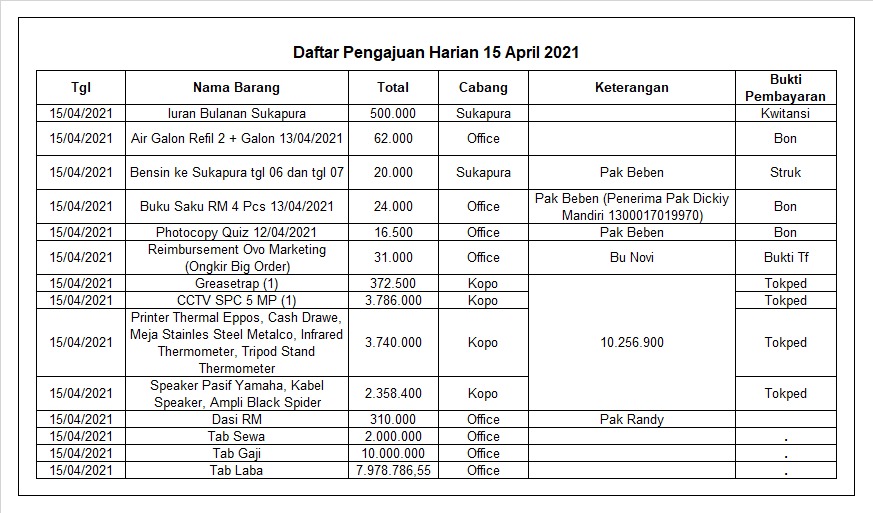 Daftar Pengajuan Harian 15 April 2021
Tgl Nama Barang Total Cabang Keterangan Bukti Pembayaran
15/04/2021 Iuran Bulanan Sukapura 500.000 Sukapura Kwitansi
15/04/2021 Air Galon Refil 2 + Galon 13/04/2021 62.000 Office Bon
15/04/2021 Bensin ke Sukapura tgl 06 dan tgl 07 20.000 Sukapura Pak Beben Struk
15/04/2021 Buku Saku RM 4 Pcs 13/04/2021 24.000 Office Pak Beben (Penerima Pak Dickiy Mandiri 1300017019970) Bon
15/04/2021 Photocopy Quiz 12/04/2021 16.500 Office Pak Beben Bon
15/04/2021 Reimbursement Ovo Marketing (Ongkir Big Order) 31.000 Office Bu Novi Bukti Tf
15/04/2021 Greasetrap (1) 372.500 Kopo Tokped
15/04/2021 CCTV SPC 5 MP (1) 3.786.000 Kopo Tokped
15/04/2021 Printer Thermal Eppos, Cash Drawe, Meja Stainles Steel Metalco, Infrared Thermometer, Tripod Stand Thermometer 3.740.000 Kopo 10.256.900 Tokped
15/04/2021 Speaker Pasif Yamaha, Kabel Speaker, Ampli Black Spider 2.358.400 Kopo Tokped
15/04/2021 Dasi RM 310.000 Office Pak Randy
15/04/2021 Tab Sewa 2.000.000 Office .
15/04/2021 Tab Gaji 10.000.000 Office .
15/04/2021 Tab Laba 7.978.786,55 Office .